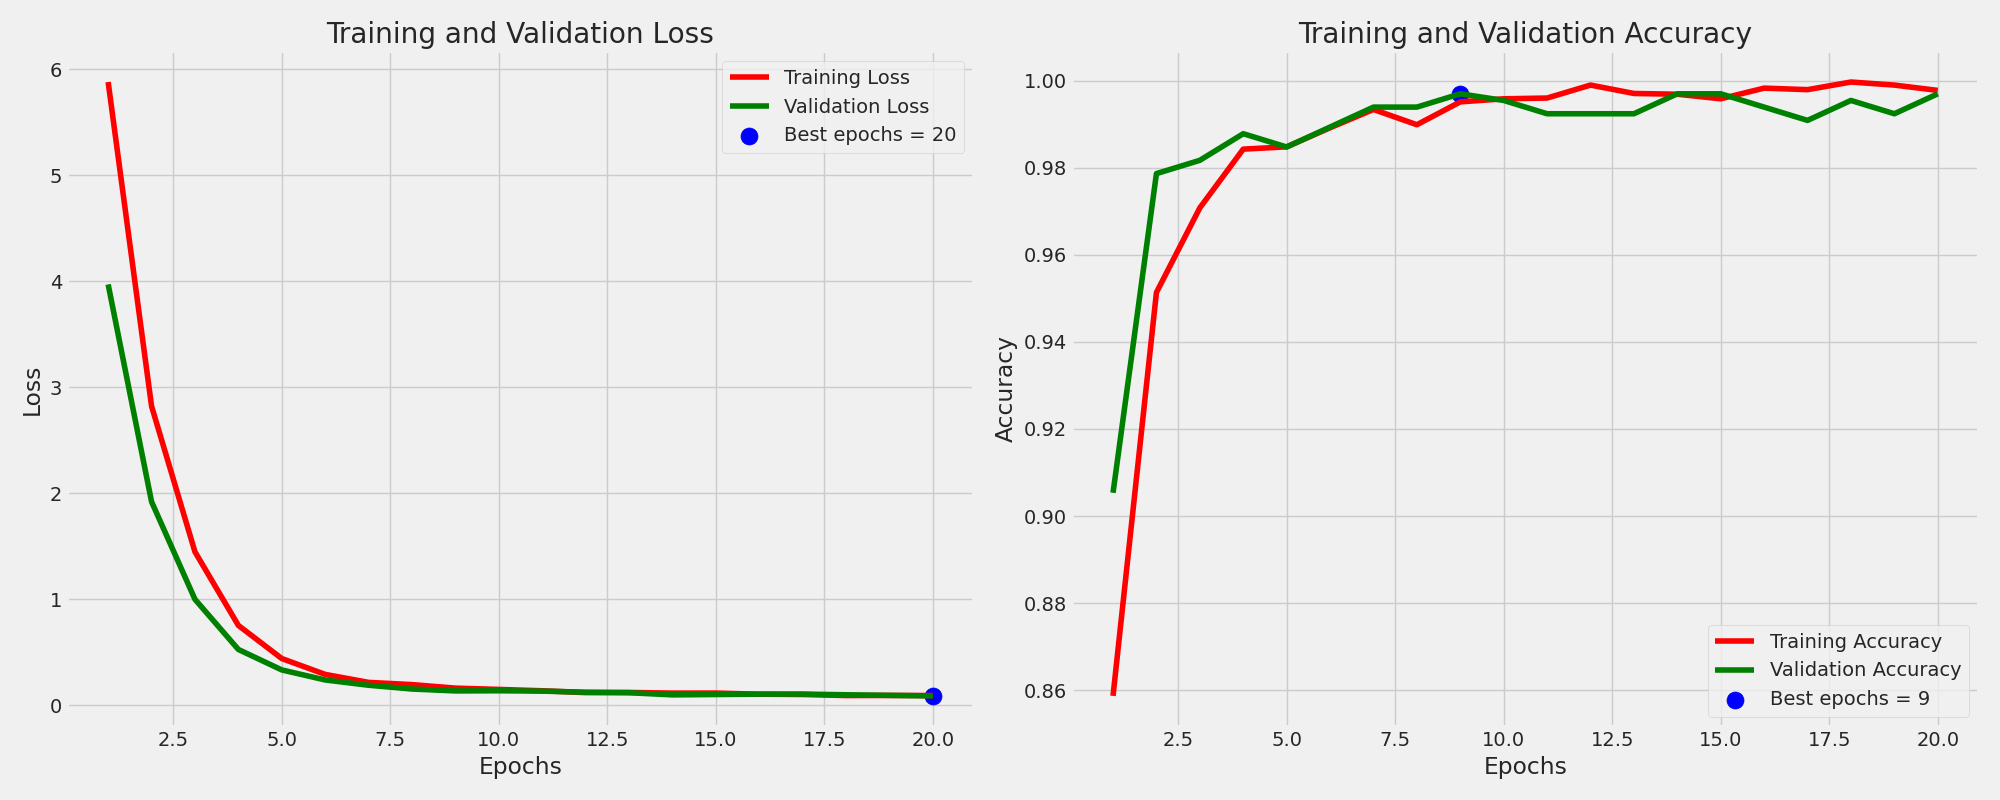 Training and Validation Loss
6
5
4
3
2
1
0
Loss
2.5 5.0 7.5 10.0 12.5 15.0 17.5 20.0
Epochs
Training Loss
Validation Loss
Best epochs = 20
Training and Validation Accuracy
1.00
0.98
0.96
0.94
0.92
0.90
0.88
0.86
Accuracy
2.5 5.0 7.5 10.0 12.5 15.0 17.5 20.0
Epochs
Training Accuracy
Validation Accuracy
Best epochs = 9